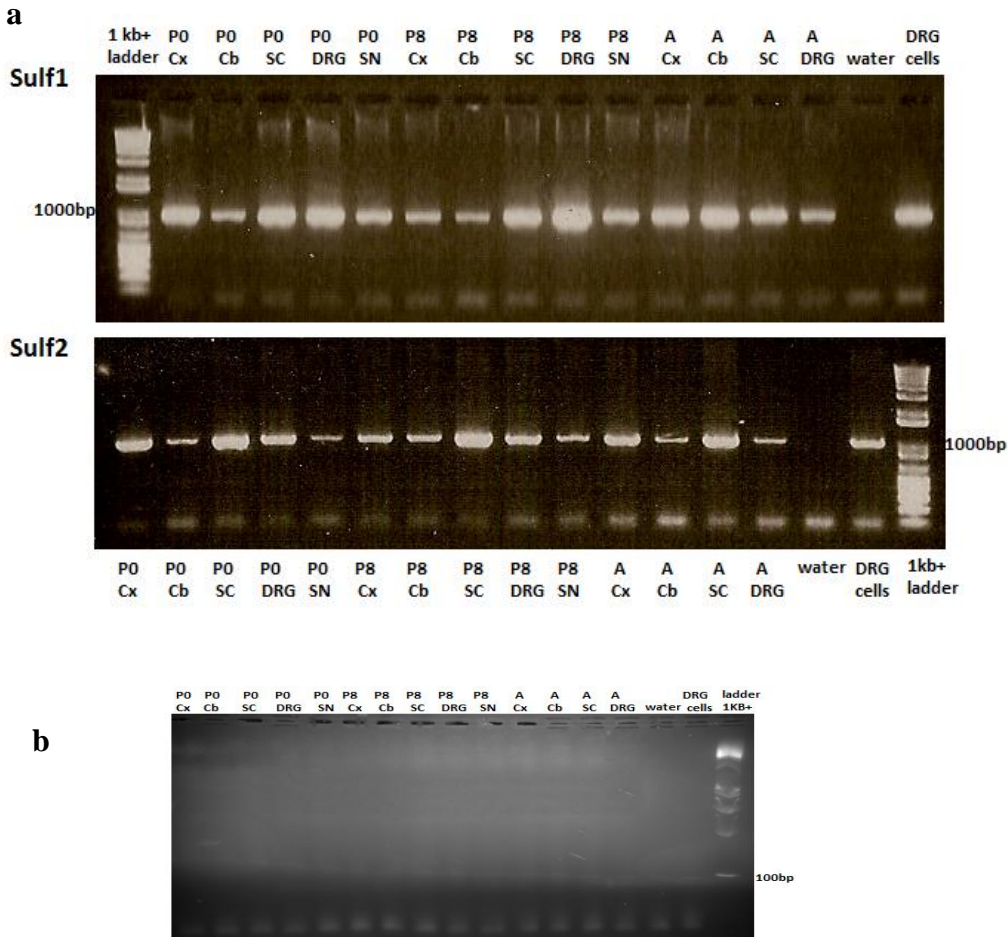 a
1 kb+ P0 P0 P0 P0 P0 P8 P8 P8 P8 P8 A A A A DRG
ladder Cx Cb SC DRG SN Cx Cb SC DRG SN Cx Cb SC DRG water cells
Sulf1
1000bp
Sulf2
1000bp
P0 P0 P0 P0 P0 P8 P8 P8 P8 P8 A A A A water DRG 1kb+
Cx Cb SC DRG SN Cx Cb SC DRG SN Cx Cb SC DRG cells ladder
b
P0 P0 P0 P0 P0 P8 P8 P8 P8 P8 A A A A DRG ladder
Cx Cb SC DRG SN Cx Cb SC DRG SN Cx Cb SC DRG water cells 1KB+
100bp